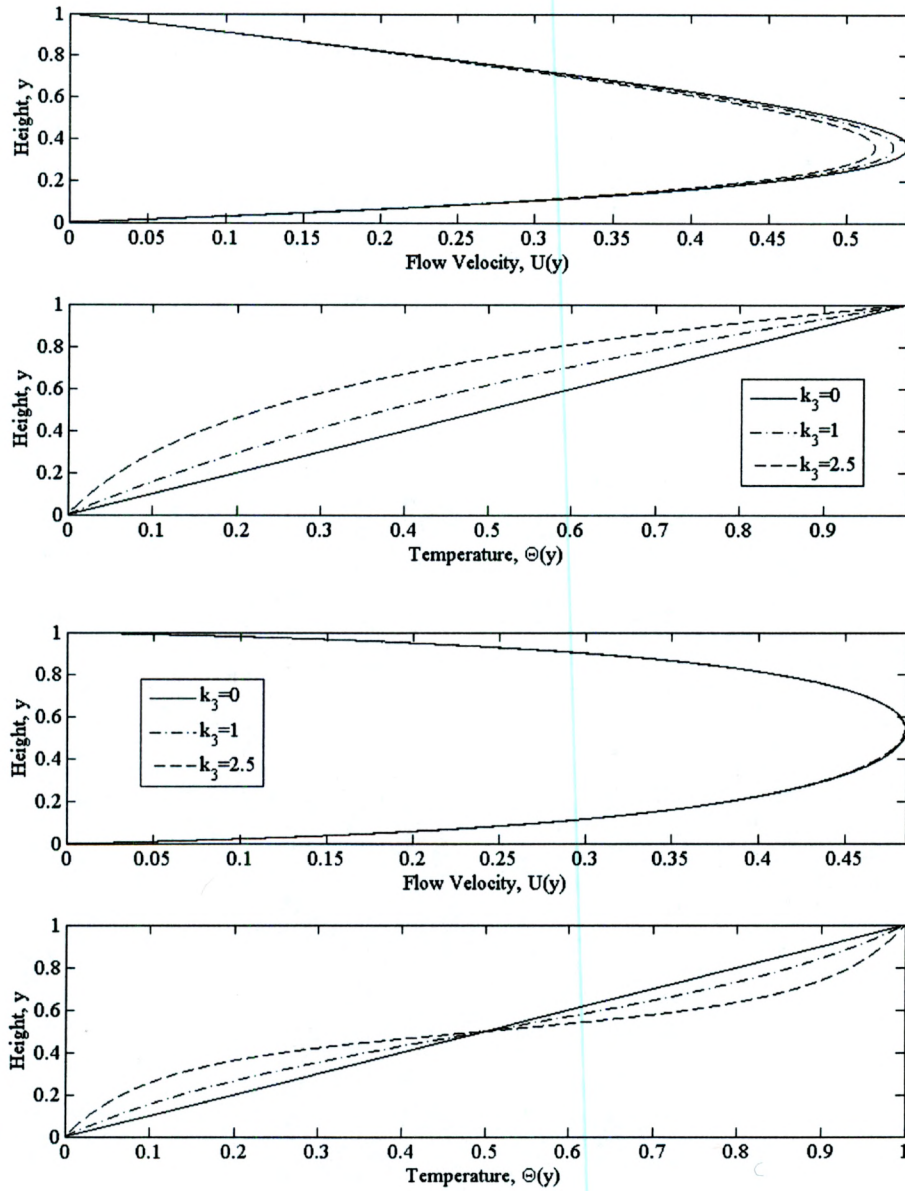 1
0.8
0.6
0.4
0.2
0
Height, y
0 0.05 0.1 0.15 0.2 0.25 0.3 0.35 0.4 0.45 0.5
Flow Velocity, U(y)
1
0.8
0.6
0.4
0.2
0
Height, y
k3=0
k3=1
k3=2.5
0 0.1 0.2 0.3 0.4 0.5 0.6 0.7 0.8 0.9
Temperature, Θ(y)
1
0.8
0.6
0.4
0.2
0
Height, y
k3=0
k3=1
k3=2.5
0 0.05 0.1 0.15 0.2 0.25 0.3 0.35 0.4 0.45
Flow Velocity, U(y)
1
0.8
0.6
0.4
0.2
0
Height, y
0 0.1 0.2 0.3 0.4 0.5 0.6 0.7 0.8 0.9 1
Temperature, Θ(y)